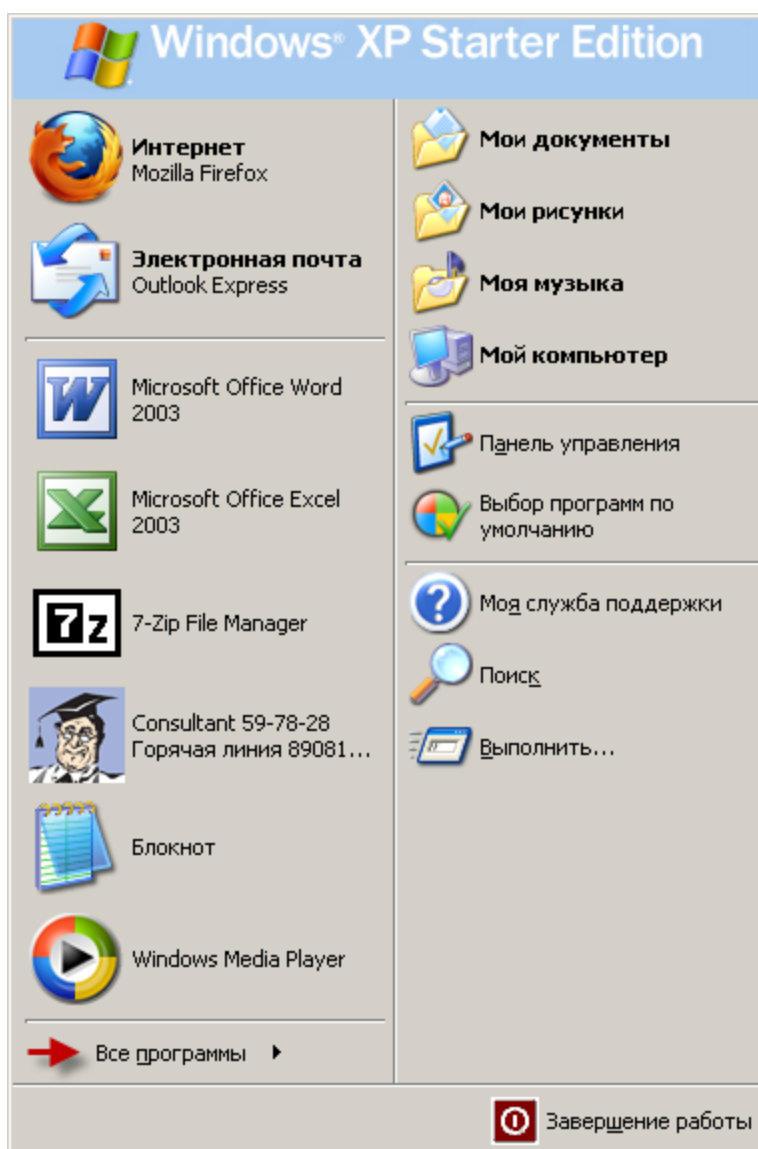 Windows® XP Starter Edition
Интернет
Mozilla Firefox
Электронная почта
Outlook Express
Microsoft Office Word
2003
Microsoft Office Excel
2003
7z
7-Zip File Manager
Consultant 59-78-28
Горячая линия 89081...
Блокнот
Windows Media Player
Все программы
Мои документы
Мои рисунки
Моя музыка
Мой компьютер
Панель управления
Выбор программ по
умолчанию
Моя служба поддержки
Поиск
Выполнить...
Завершение работы